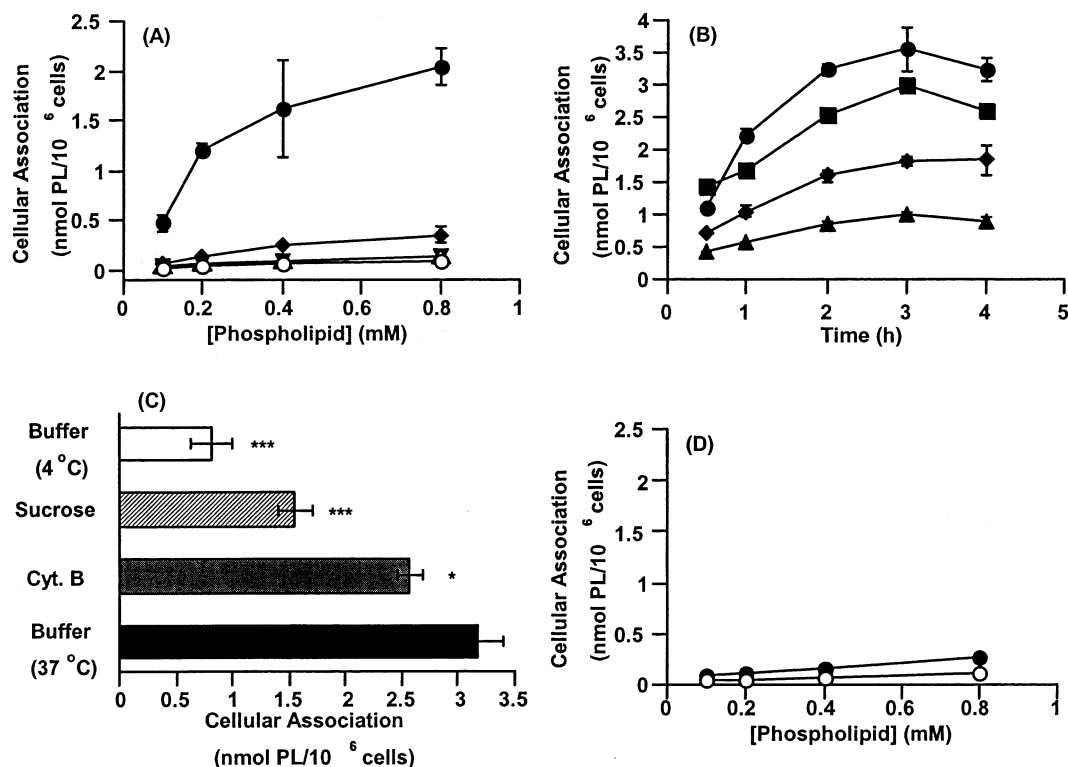 (A)
2.5
2
1.5
1
0.5
0
Cellular Association
(nmol PL/10 6 cells)
0 0.2 0.4 0.6 0.8 1
[Phospholipid] (mM)
(B)
4
3.5
3
2.5
2
1.5
1
0.5
0
Cellular Association
(nmol PL/10 6 cells)
0 1 2 3 4 5
Time (h)
(C)
Buffer
(4 °C)
***
Sucrose
***
Cyt. B
*
Buffer
(37 °C)
0 0.5 1 1.5 2 2.5 3 3.5
Cellular Association
(nmol PL/10 6 cells)
(D)
2.5
2
1.5
1
0.5
0
Cellular Association
(nmol PL/10 6 cells)
0 0.2 0.4 0.6 0.8 1
[Phospholipid] (mM)